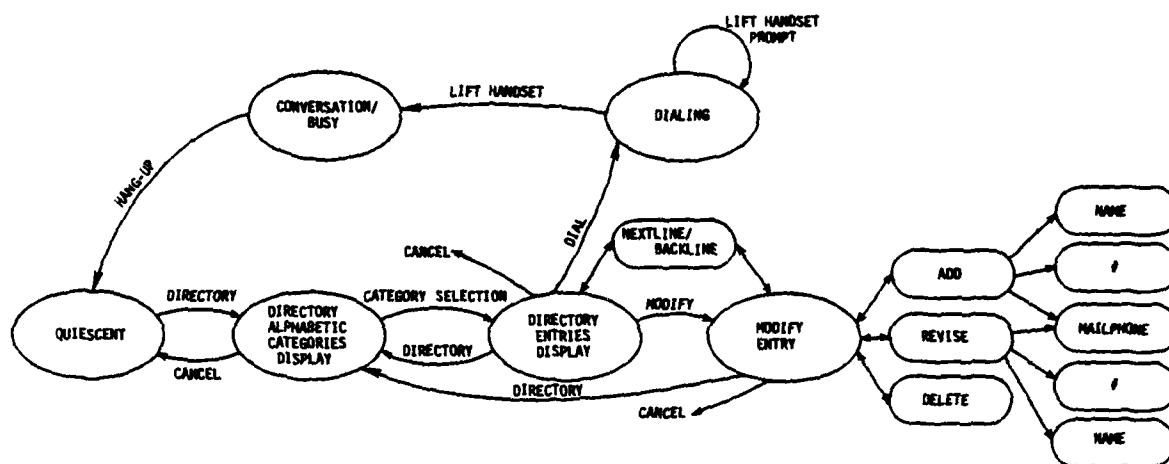 LIFT HANDSET
PROMPT
CONVERSATION/
BUSY
LIFT HANDSET
DIALING
HANG-UP
DIAL
NEXTLINE/
BACKLINE
CANCEL
NAME
ADD
#
QUIESCENT
DIRECTORY
CANCEL
DIRECTORY
ALPHABETIC
CATEGORIES
DISPLAY
CATEGORY SELECTION
DIRECTORY
DIRECTORY
ENTRIES
DISPLAY
MODIFY
MODIFY
ENTRY
REVISE
MAILPHONE
#
DIRECTORY
CANCEL
DELETE
NAME